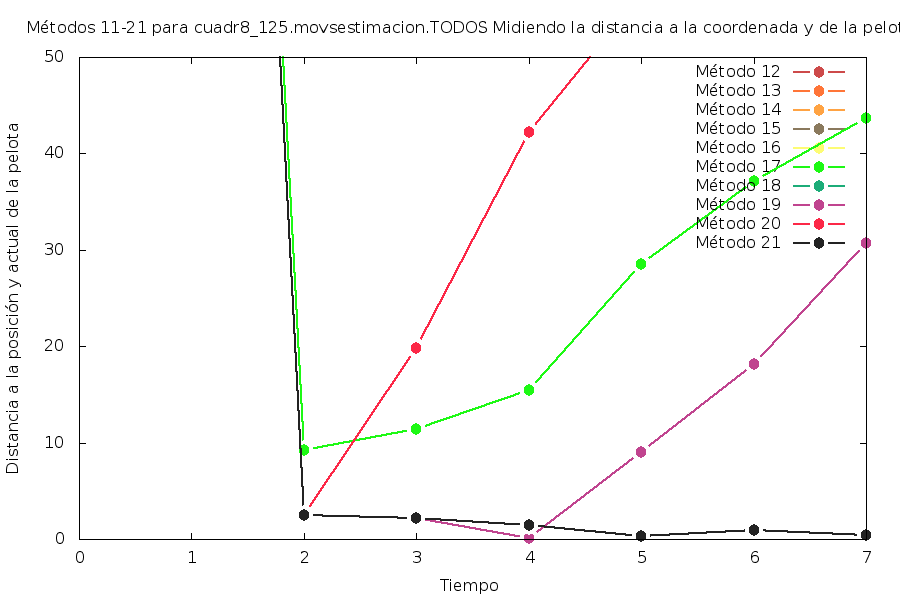 Métodos 11-21 para cuadr8_125.movsestimacion.TODOS Midiendo la distancia a la coordenada y de la pelot
50
40
30
20
10
0
Distancia a la posición y actual de la pelota
Método 12
Método 13
Método 14
Método 15
Método 16
Método 17
Método 18
Método 19
Método 20
Método 21
0 1 2 3 4 5 6 7
Tiempo